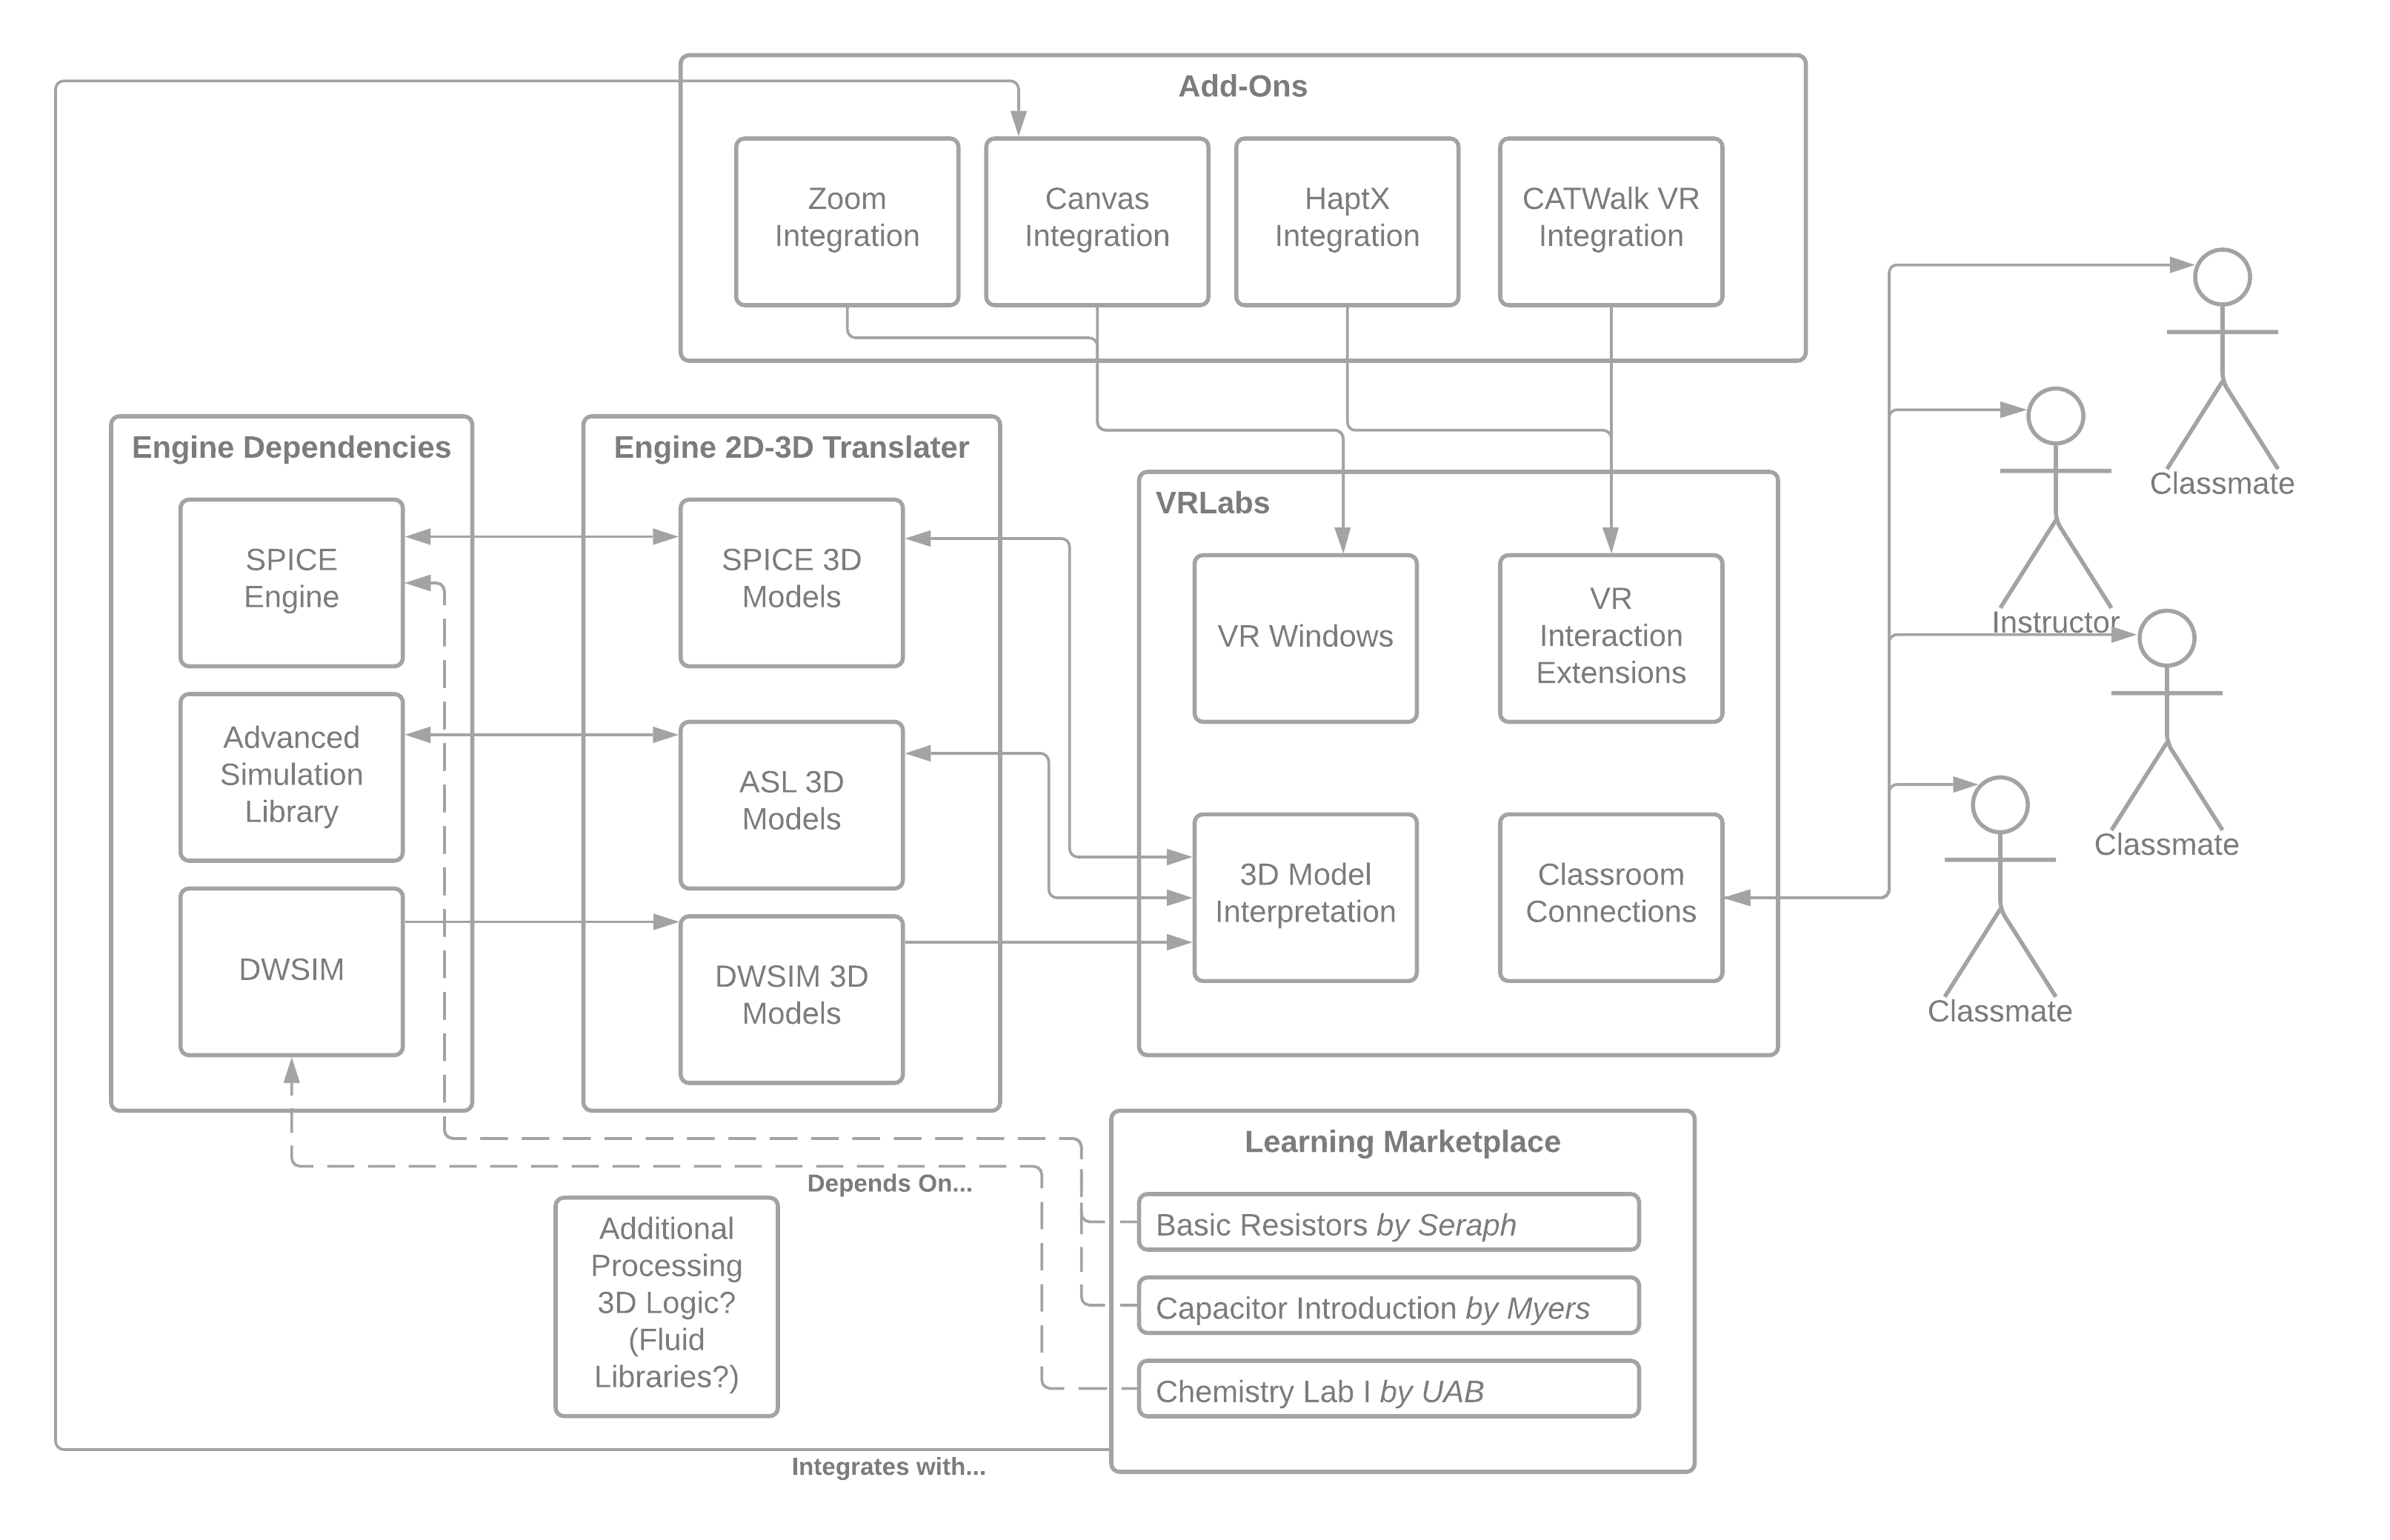 Add-Ons
Zoom
Integration
Canvas
Integration
HaptX
Integration
CATWalk VR
Integration
Classmate
Instructor
Classmate
Classmate
Engine Dependencies
SPICE
Engine
Advanced
Simulation
Library
DWSIM
Engine 2D-3D Translater
SPICE 3D
Models
ASL 3D
Models
DWSIM 3D
Models
VRLabs
VR Windows
VR
Interaction
Extensions
3D Model
Interpretation
Classroom
Connections
Depends On...
Additional
Processing
3D Logic?
(Fluid
Libraries?)
Learning Marketplace
Basic Resistors by Seraph
Capacitor Introduction by Myers
Chemistry Lab I by UAB
Integrates with...